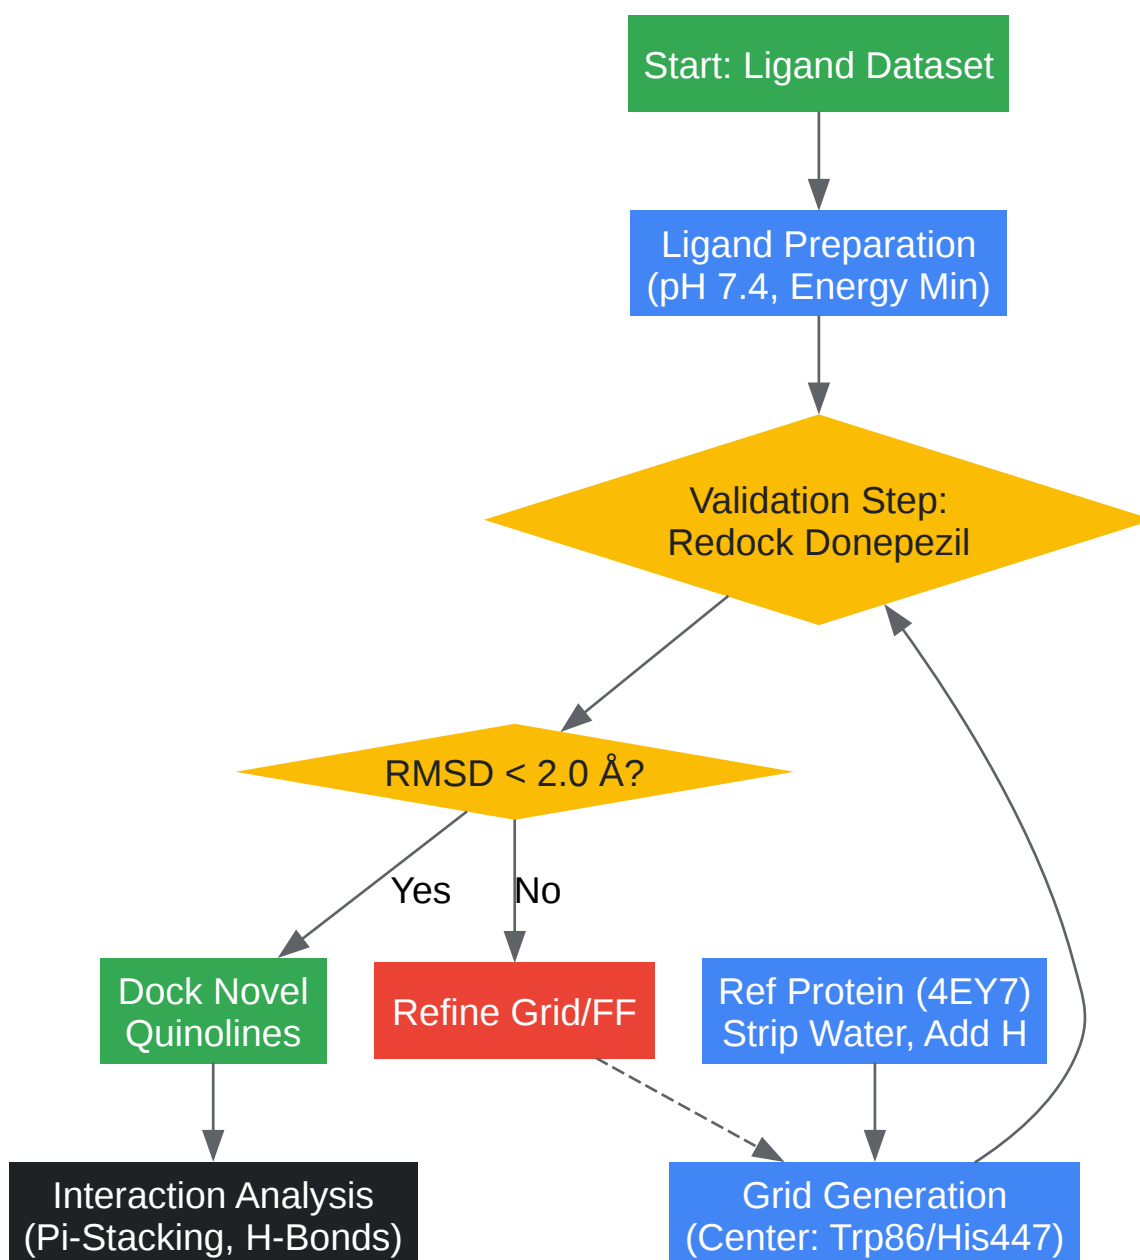 Start: Ligand Dataset
Ligand Preparation
(pH 7.4, Energy Min)
Validation Step:
Redock Donepezil
RMSD < 2.0 Å?
Yes
No
Dock Novel
Quinolines
Refine Grid/FF
Ref Protein (4EY7)
Strip Water, Add H
Interaction Analysis
(Pi-Stacking, H-Bonds)
Grid Generation
(Center: Trp86/His447)